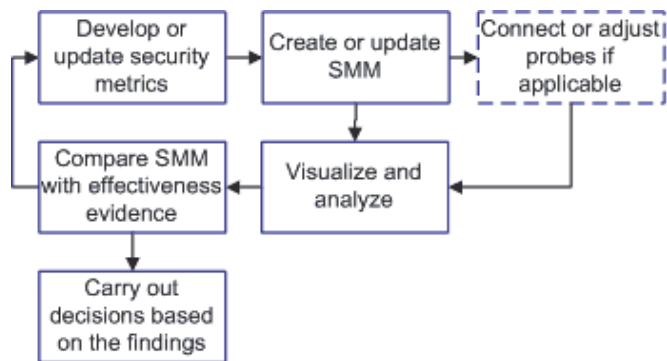 Develop or
update security
metrics
Create or update
SMM
Connect or adjust
probes if
applicable
Compare SMM
with effectiveness
evidence
Visualize and
analyze
Carry out
decisions based
on the findings